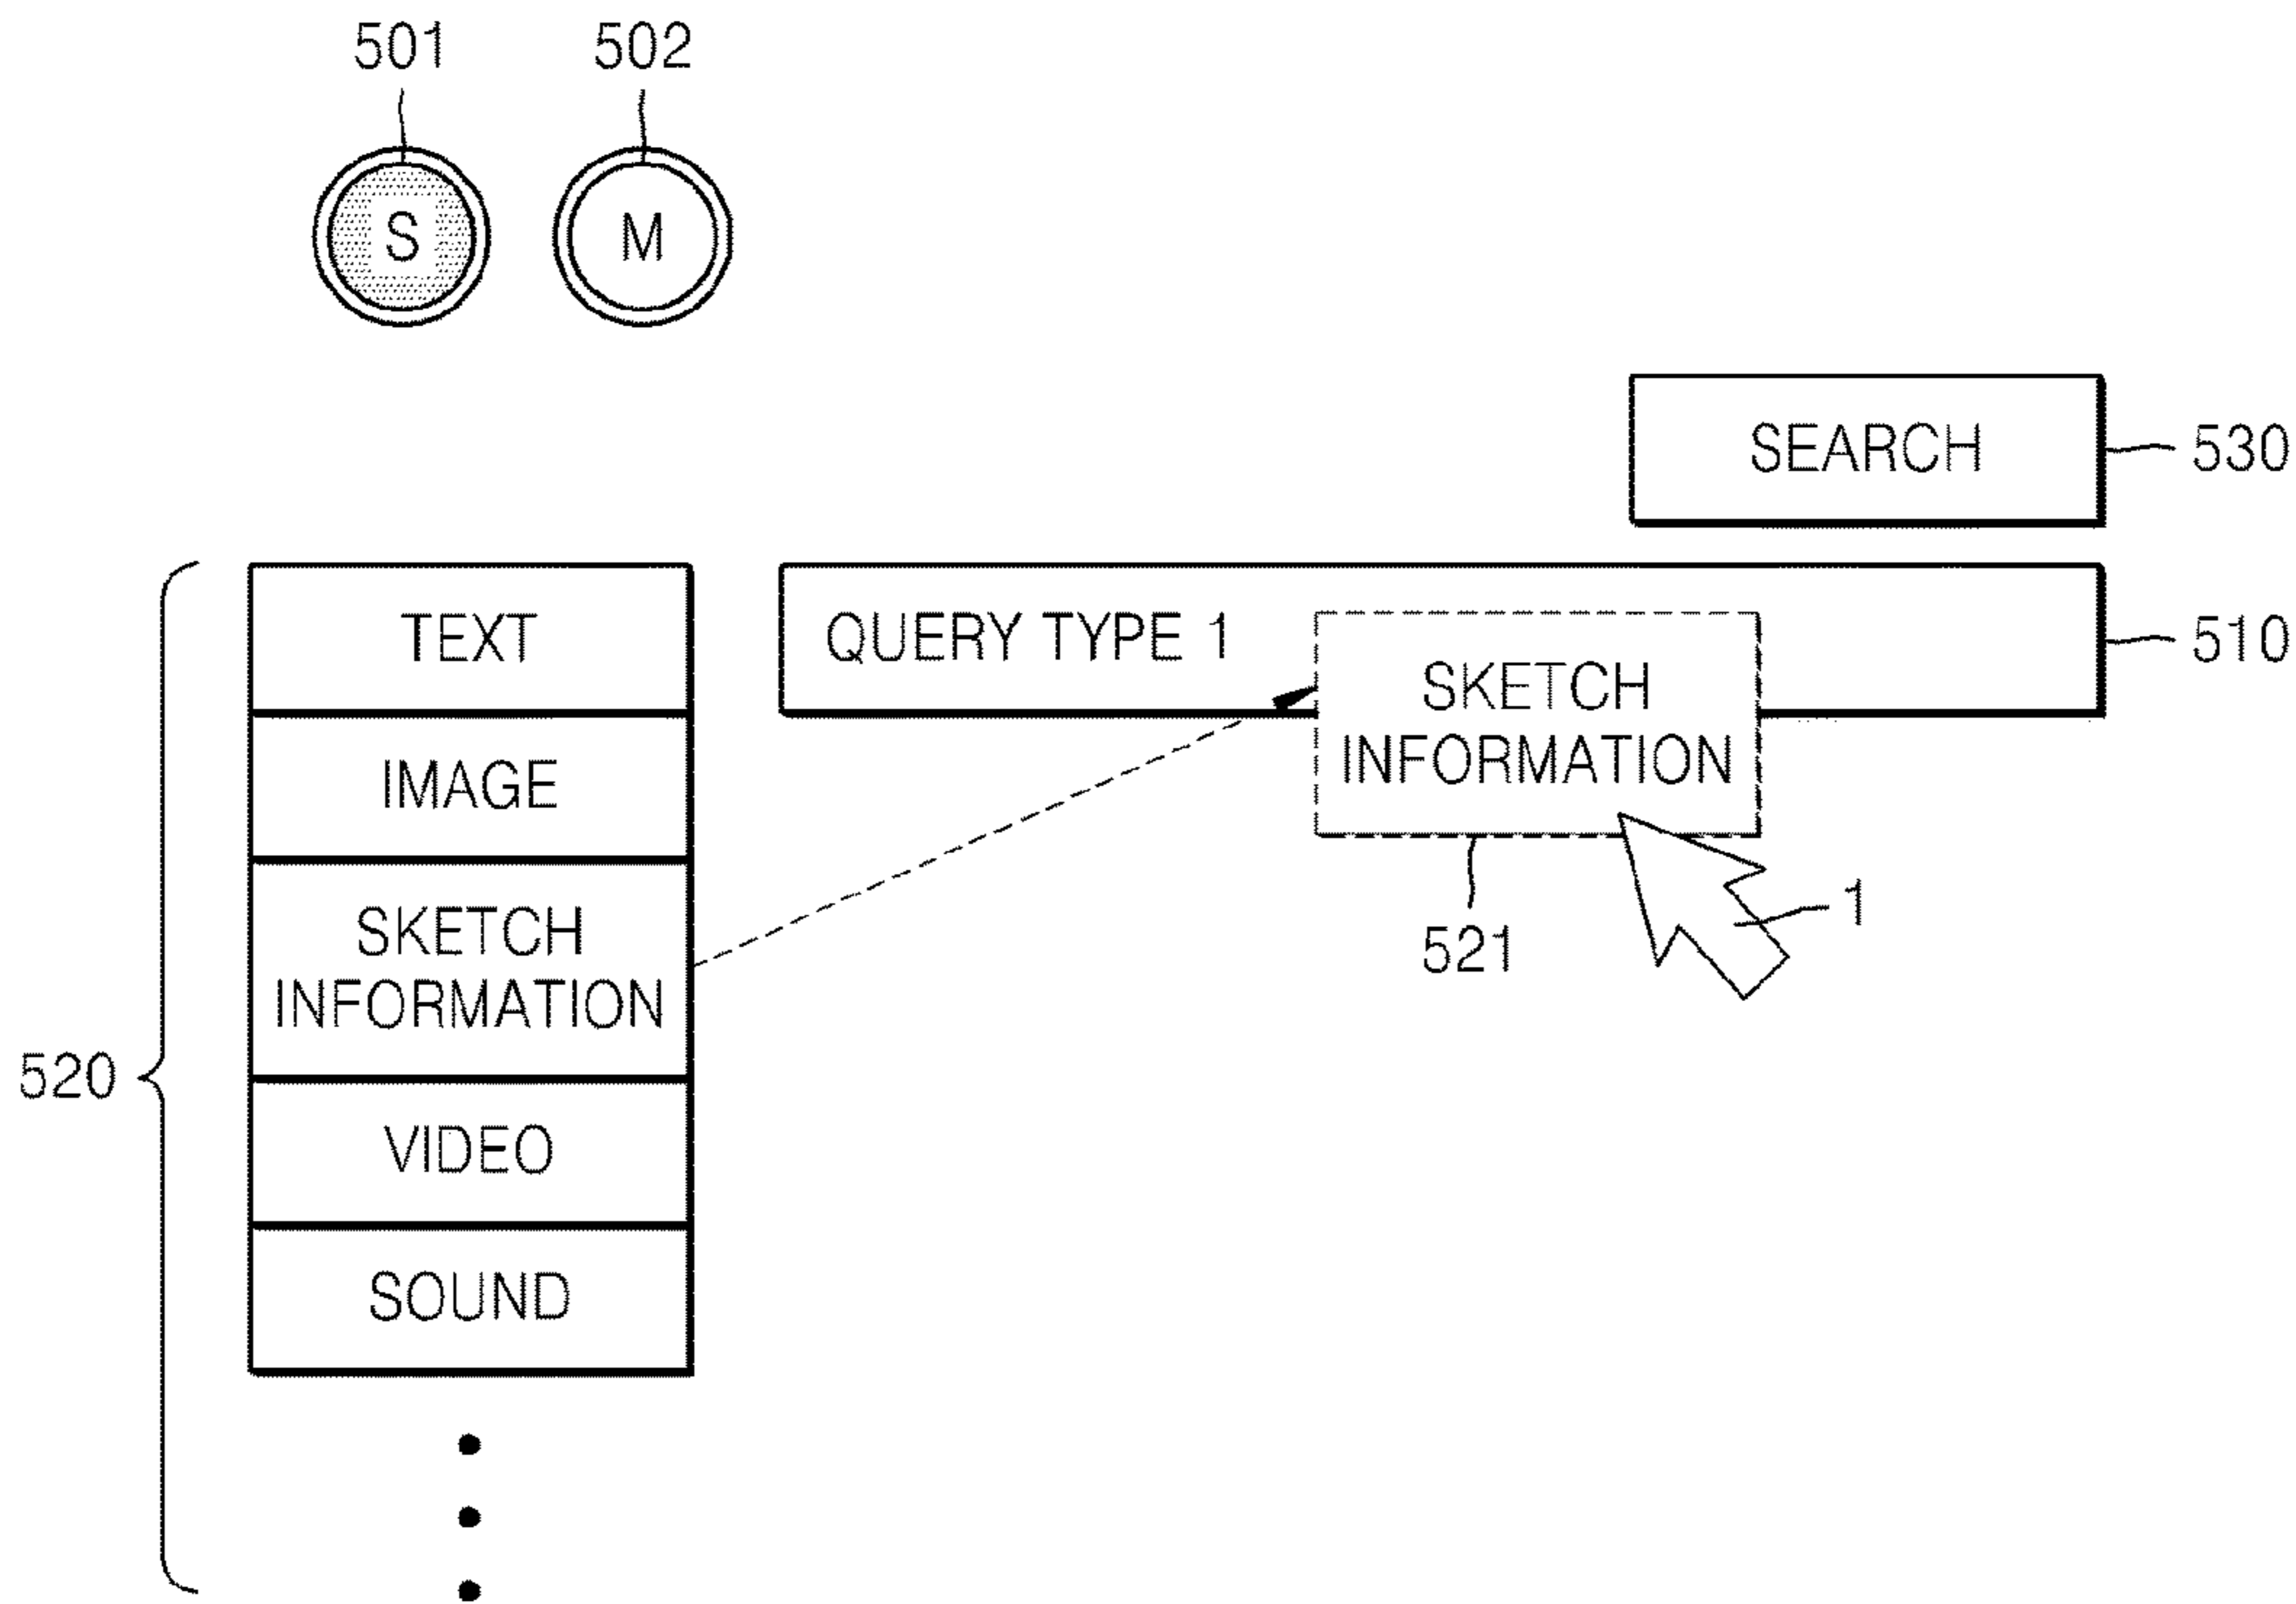 501 502
S M
SEARCH 530
TEXT
QUERY TYPE 1
510
IMAGE
SKETCH
INFORMATION
521
1
SKETCH
INFORMATION
520
VIDEO
SOUND